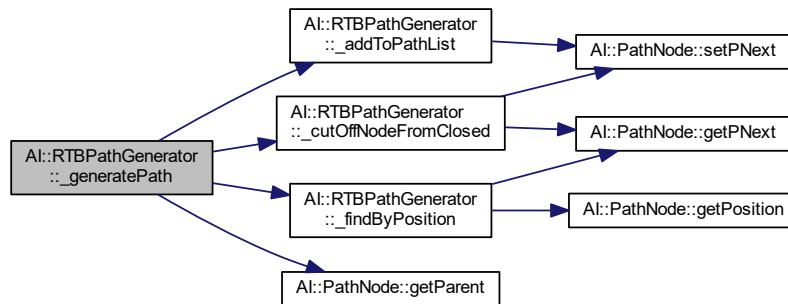 AI::RTBPathGenerator
::_addToPathList
AI::PathNode::setPNext
AI::RTBPathGenerator
::_cutOffNodeFromClosed
AI::PathNode::getPNext
AI::RTBPathGenerator
::_generatePath
AI::RTBPathGenerator
::_findByPosition
AI::PathNode::getPosition
AI::PathNode::getParent